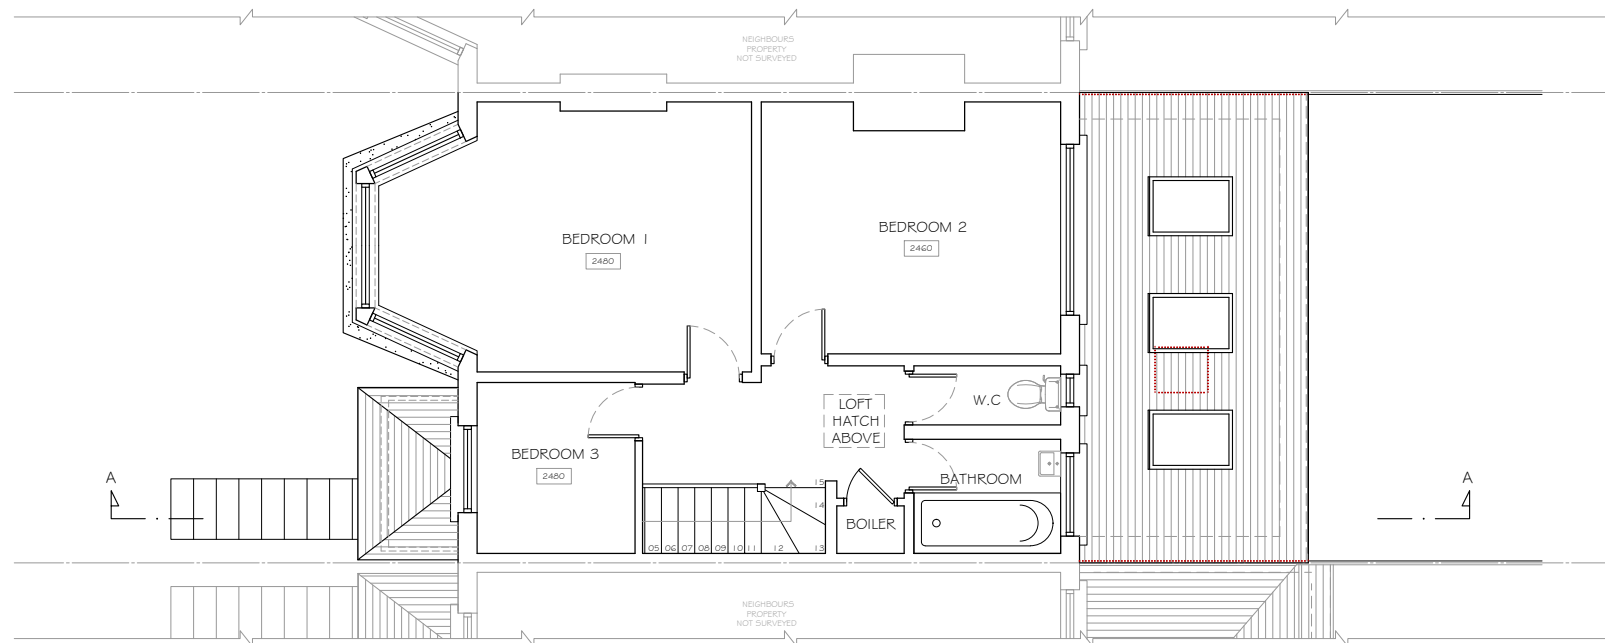 NEIGHBOURS
PROPERTY
NOT SURVEYED
BEDROOM 1
2480
BEDROOM 2
2460
LOFT
HATCH
ABOVE
W.C
BEDROOM 3
2480
BATHROOM
BOILER
A
A
15
14
05 06 07 08 09 10 11 12 13
NEIGHBOURS
PROPERTY
NOT SURVEYED